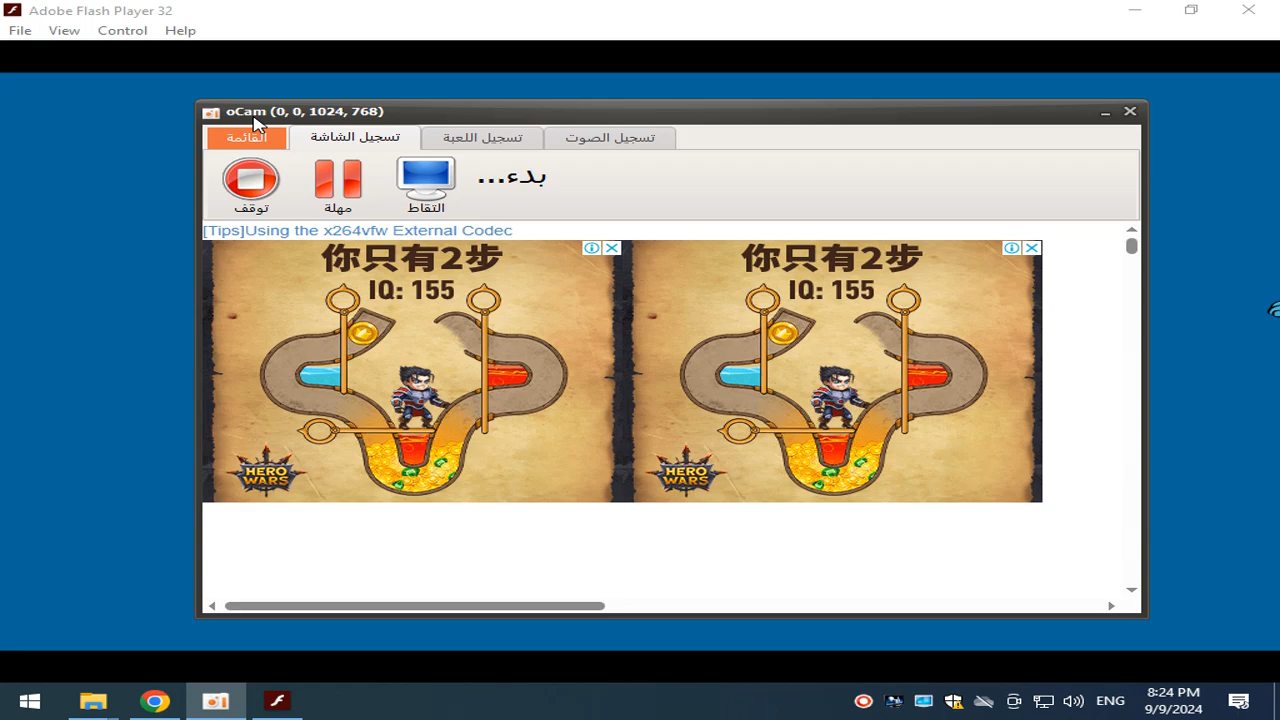 Adobe Flash Player 32
File View Control Help
oCam (0, 0, 1024, 768)
القائمة تسجيل الشاشة تسجيل اللعبة تسجيل الصوت
توقف مهلة التقاط بدء...
[Tips]Using the x264vfw External Codec
你只有2步
IQ: 155
HERO
WARS
你只有2步
IQ: 155
HERO
WARS
ENG
8:24 PM
9/9/2024